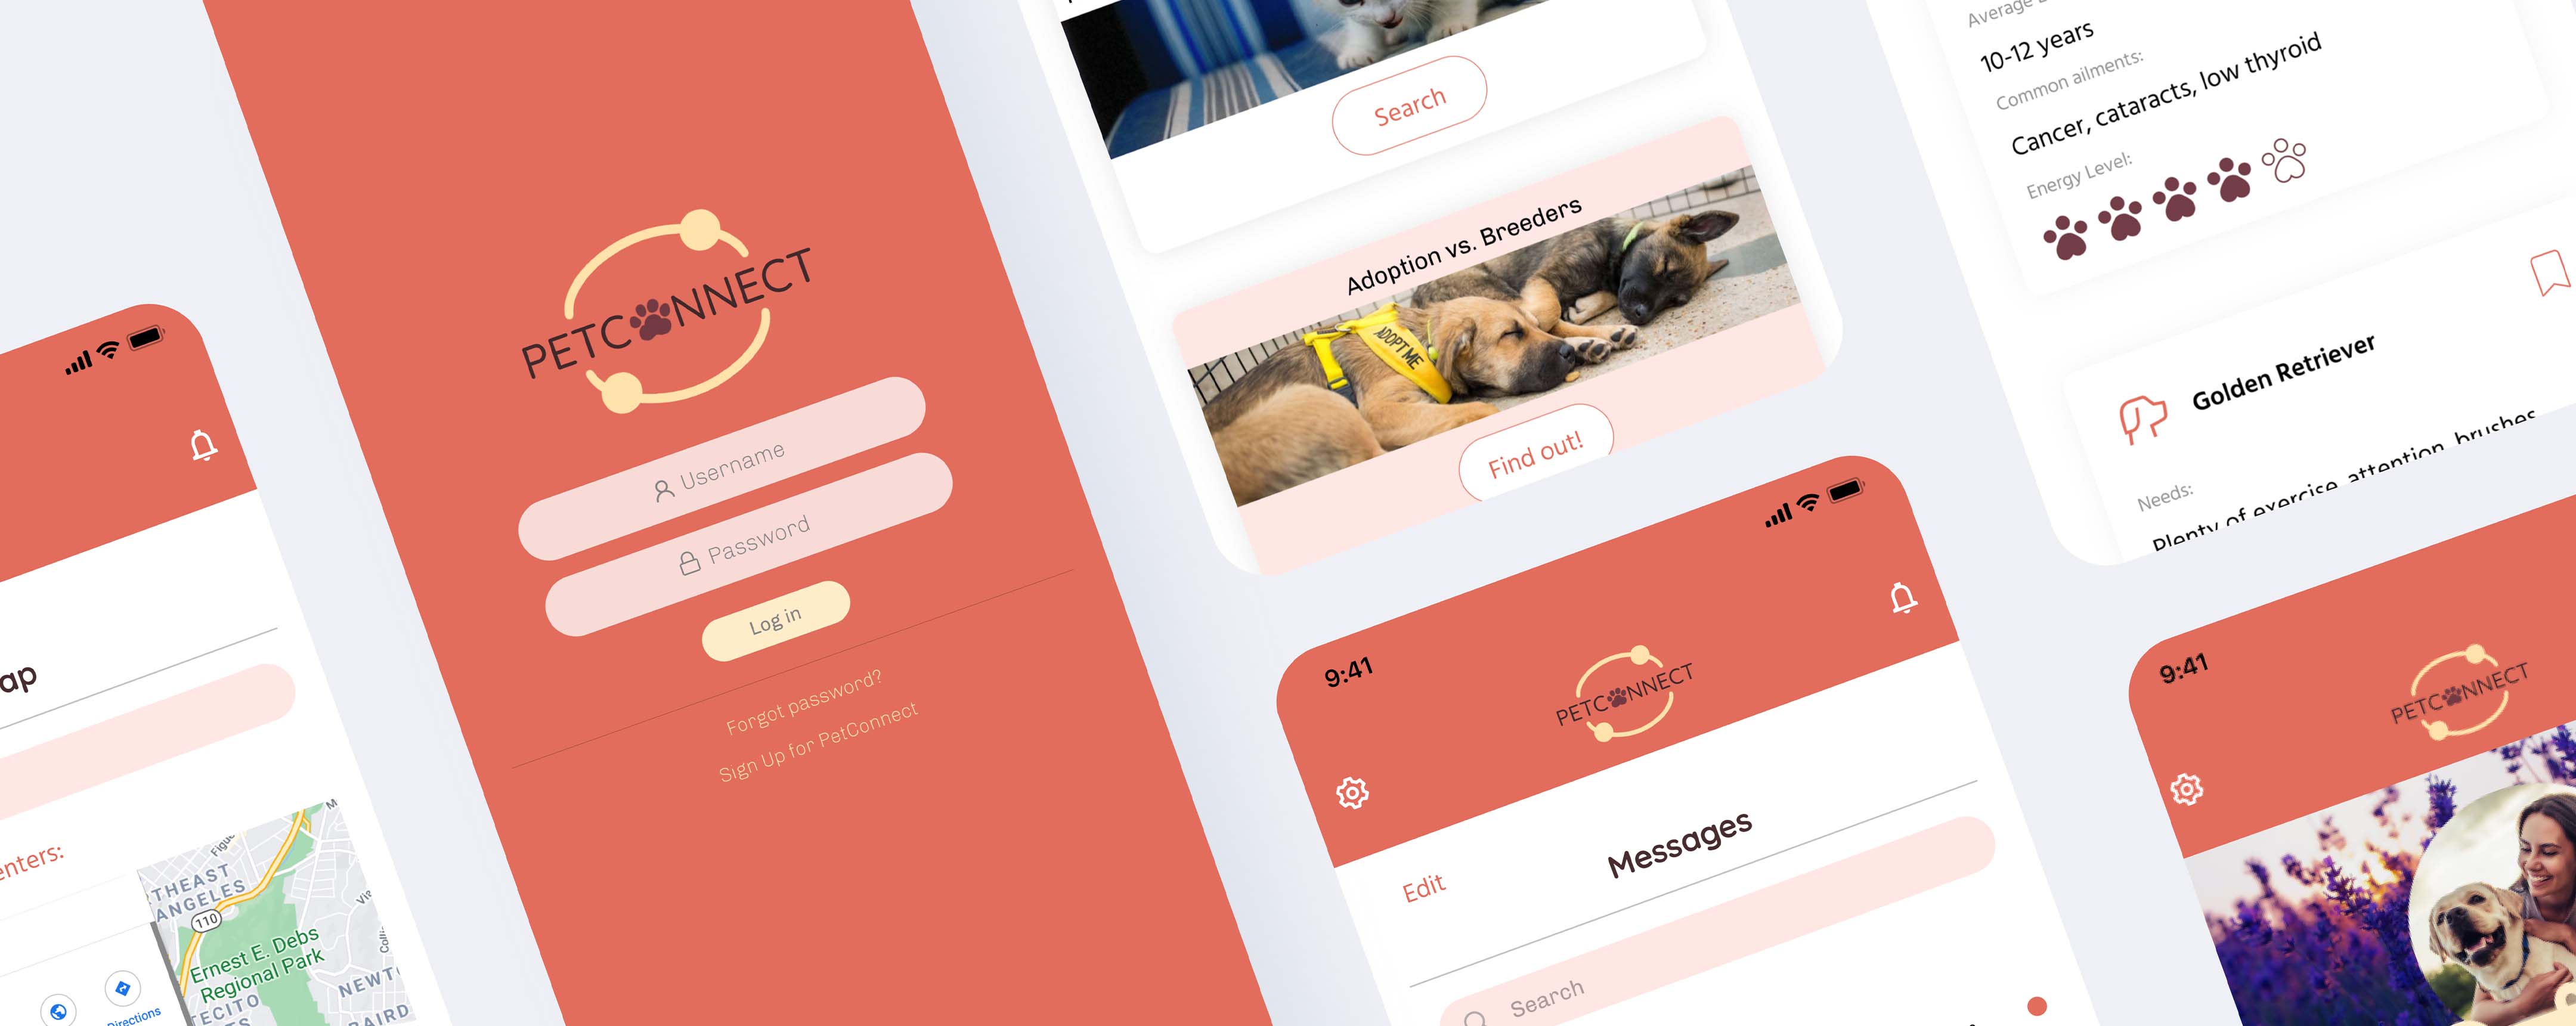 ap
enters:
THEAST
ANGELES
110
Ernest E. Debs
Regional Park
NEWT
BAIRD
Directions
PETCONNECT
Username
Password
Log in
Forgot password?
Sign Up for PetConnect
Search
Adoption vs. Breeders
ADOPT ME
Find out!
9:41
PETCONNECT
Edit
Messages
Search
Average
10-12 years
Common ailments:
Cancer, cataracts, low thyroid
Energy Level:
Golden Retriever
Needs:
Plenty of exercise, attention, brushes
9:41
PETCONNECT